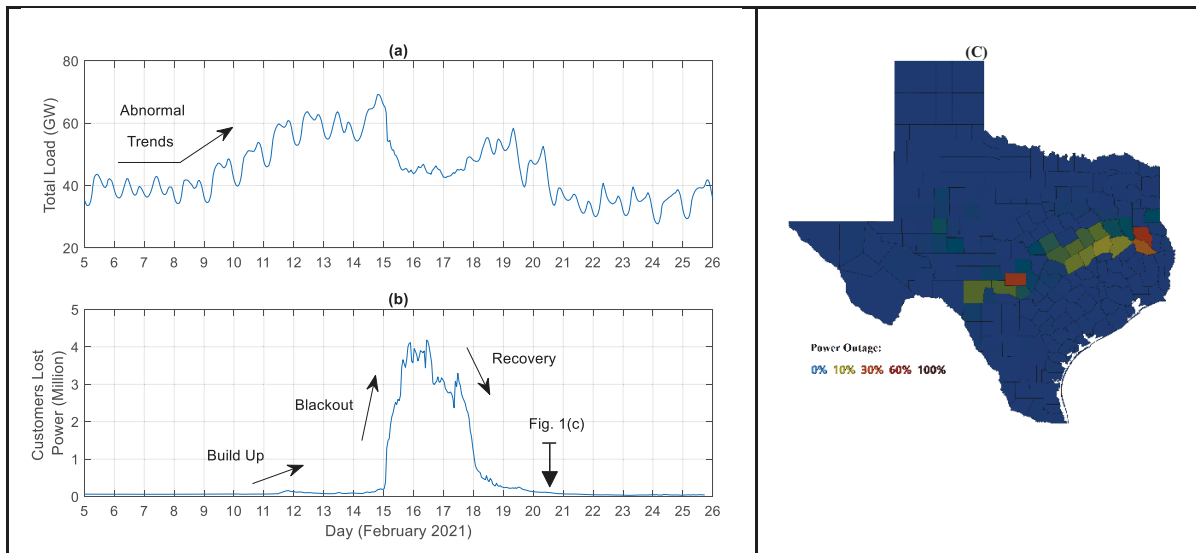 (a)
80
60
40
20
Total Load (GW)
Abnormal
Trends
5 6 7 8 9 10 11 12 13 14 15 16 17 18 19 20 21 22 23 24 25 26
(b)
5
4
3
2
1
0
Customers Lost
Power (Million)
Build Up
Blackout
Recovery
Fig. 1(c)
5 6 7 8 9 10 11 12 13 14 15 16 17 18 19 20 21 22 23 24 25 26
Day (February 2021)
(C)
Power Outage:
0% 10% 30% 60% 100%